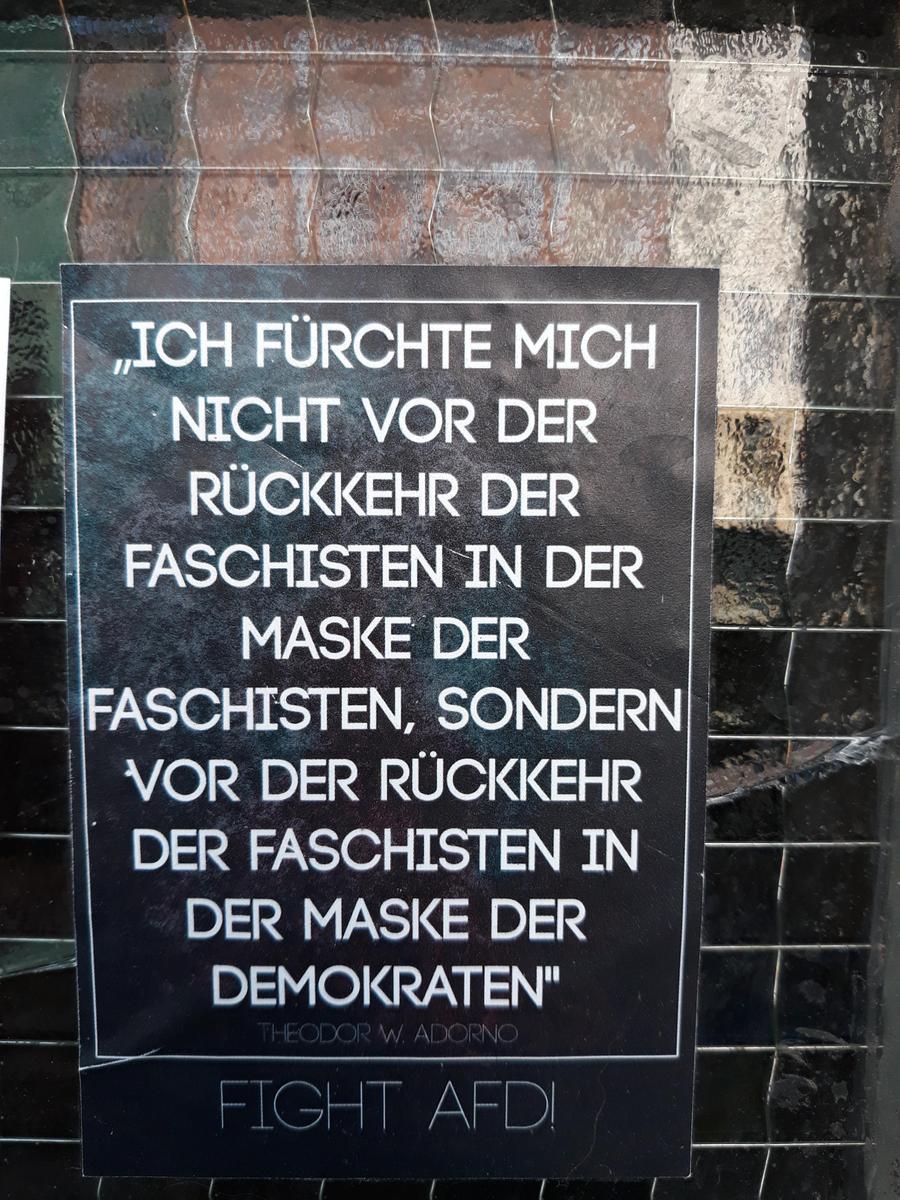 „ICH FÜRCHTE MICH
NICHT VOR DER
RÜCKKEHR DER
FASCHISTEN IN DER
MASKE DER
FASCHISTEN, SONDERN
VOR DER RÜCKKEHR
DER FASCHISTEN IN
DER MASKE DER
DEMOKRATEN"
THEODOR W. ADORNO
FIGHT AFD!